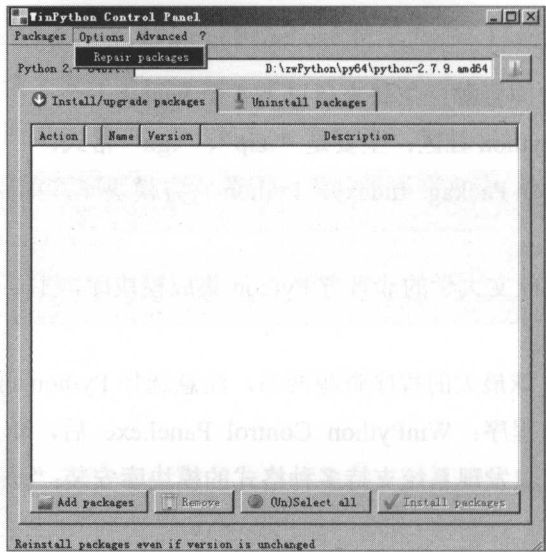 WinPython Control Panel
Packages Options Advanced ?
Repair packages
Python 2.7 64bit: D:\zwPython\py64\python-2.7.9.amd64
Install/upgrade packages Uninstall packages
Action Name Version Description
Add packages Remove (Un)Select all Install packages
Reinstall packages even if version is unchanged